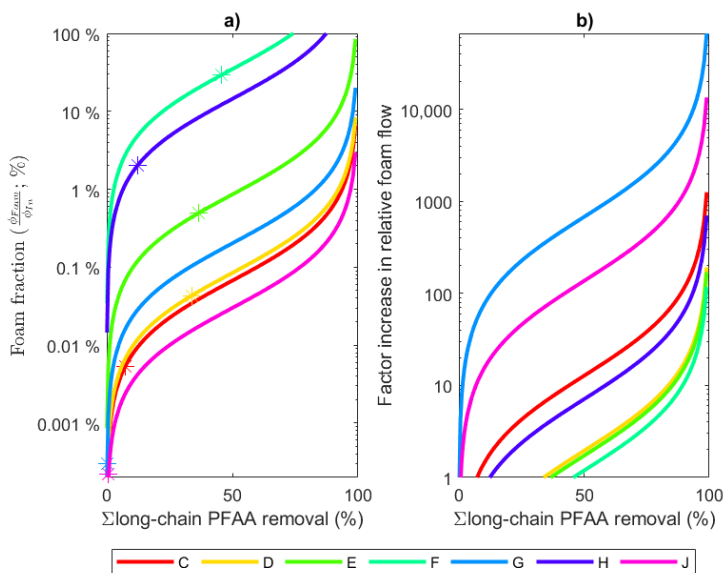 a)
100 %
10 %
1 %
0.1 %
0.01 %
0.001 %
Foam fraction (ϕFoam/ϕIn; %)
0
50
100
Σlong-chain PFAA removal (%)
b)
10,000
1000
100
10
1
Factor increase in relative foam flow
0
50
100
Σlong-chain PFAA removal (%)
C D E F G H J